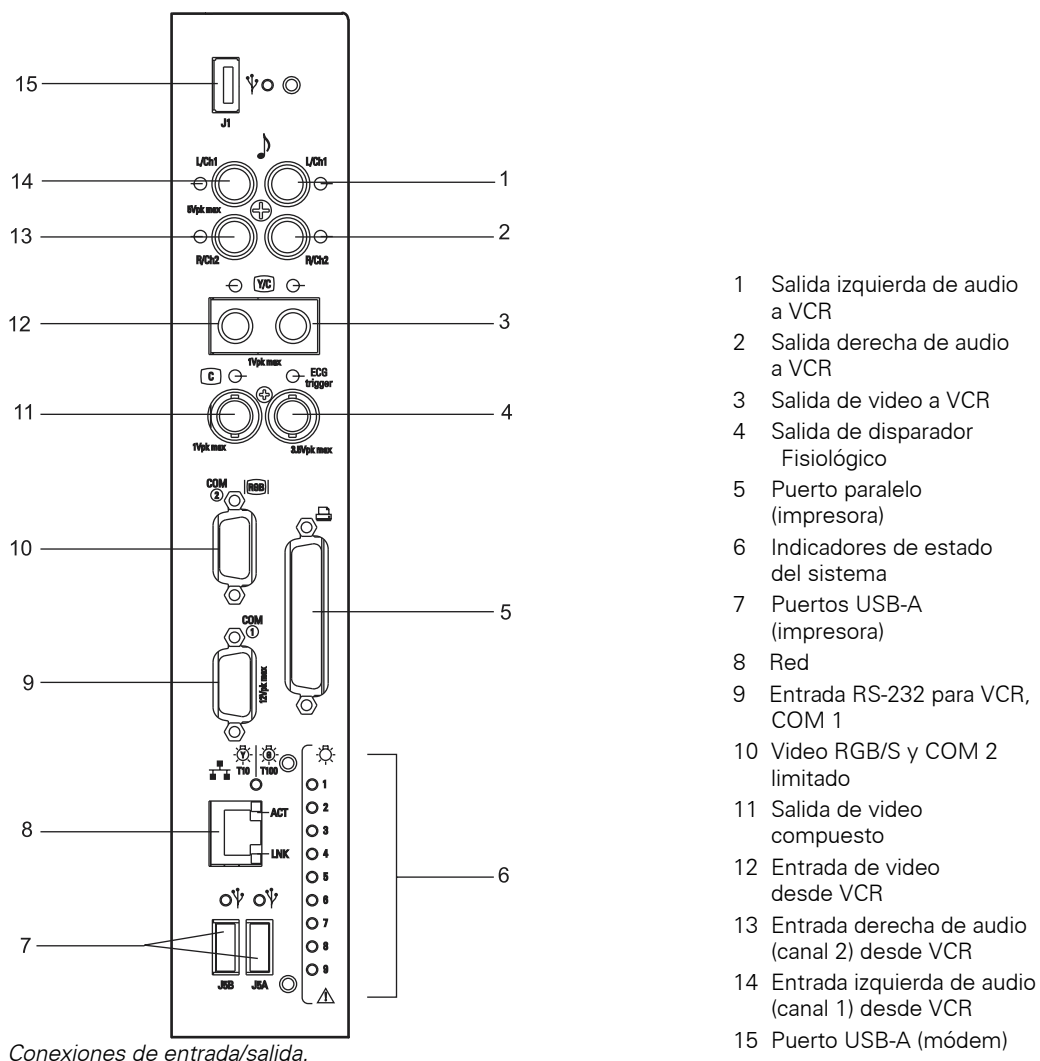 15
J1
L/Ch1
L/Ch1
14
1
5Vpk max
13
2
R/Ch2
R/Ch2
Y/C
12
3
1Vpk max
C
ECG
trigger
11
4
1Vpk max
3.5Vpk max
COM
2
RGB
10
5
COM
1
12Vpk max
9
Y
G
T10
T100
1
ACT
2
3
8
LNK
4
5
6
6
7
7
8
9
J5B
J5A
Conexiones de entrada/salida.
1 Salida izquierda de audio
a VCR
2 Salida derecha de audio
a VCR
3 Salida de video a VCR
4 Salida de disparador
Fisiológico
5 Puerto paralelo
(impresora)
6 Indicadores de estado
del sistema
7 Puertos USB-A
(impresora)
8 Red
9 Entrada RS-232 para VCR,
COM 1
10 Video RGB/S y COM 2
limitado
11 Salida de video
compuesto
12 Entrada de video
desde VCR
13 Entrada derecha de audio
(canal 2) desde VCR
14 Entrada izquierda de audio
(canal 1) desde VCR
15 Puerto USB-A (módem)